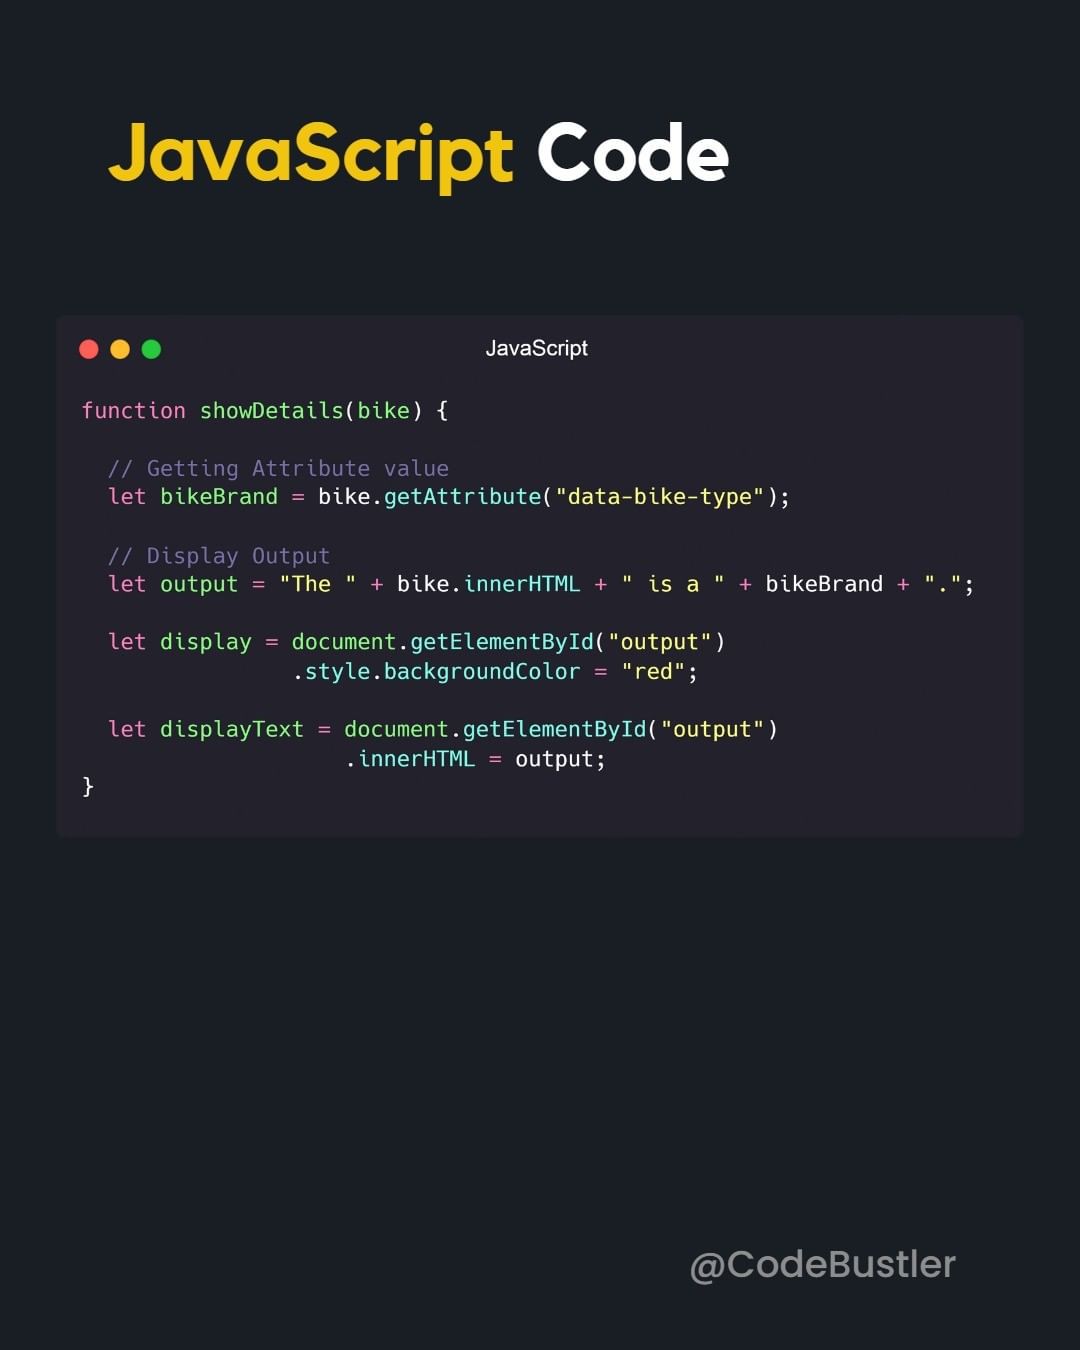 JavaScript Code
JavaScript
function showDetails(bike) {
// Getting Attribute value
let bikeBrand = bike.getAttribute("data-bike-type");
// Display Output
let output = "The " + bike.innerHTML + " is a " + bikeBrand + ".";
let display = document.getElementById("output")
.style.backgroundColor = "red";
let displayText = document.getElementById("output")
.innerHTML = output;
}
@CodeBustler